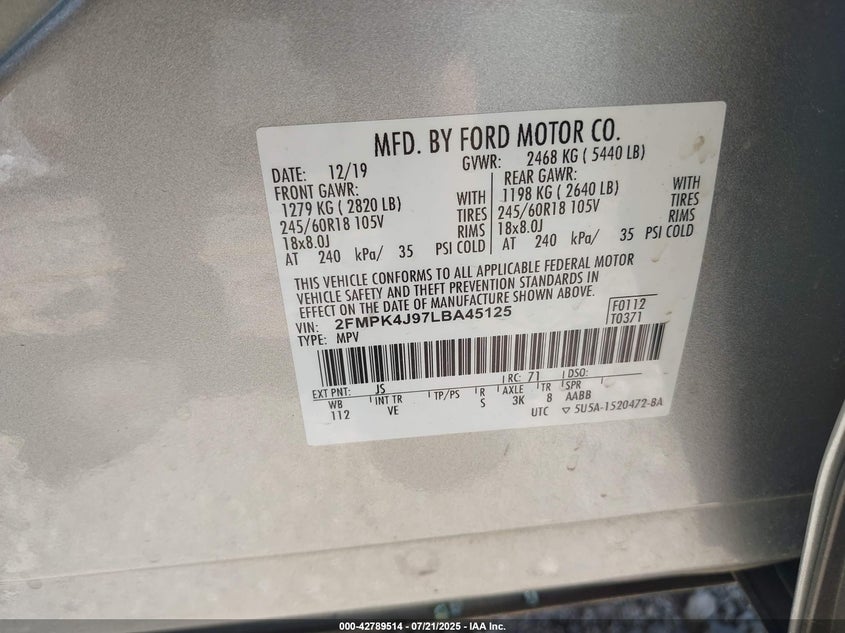 MFD. BY FORD MOTOR CO.
DATE: 12/19 GVWR: 2468 KG ( 5440 LB)
FRONT GAWR: REAR GAWR:
1279 KG ( 2820 LB) WITH 1198 KG ( 2640 LB) WITH
245/60R18 105V TIRES 245/60R18 105V TIRES
18x8.0J RIMS 18x8.0J RIMS
AT 240 kPa/ 35 PSI COLD AT 240 kPa/ 35 PSI COLD
THIS VEHICLE CONFORMS TO ALL APPLICABLE FEDERAL MOTOR
VEHICLE SAFETY AND THEFT PREVENTION STANDARDS IN
EFFECT ON THE DATE OF MANUFACTURE SHOWN ABOVE.
VIN: 2FMPK4J97LBA45125 F0112
TYPE: MPV T0371
EXT PNT: JS RC: 71 DSO:
WB INT TR TP/PS R AXLE TR SPR
112 VE S 3K 8 AABB
UTC ▽ 5U5A-1520472-BA
000-42789514 - 07/21/2025 - IAA Inc.